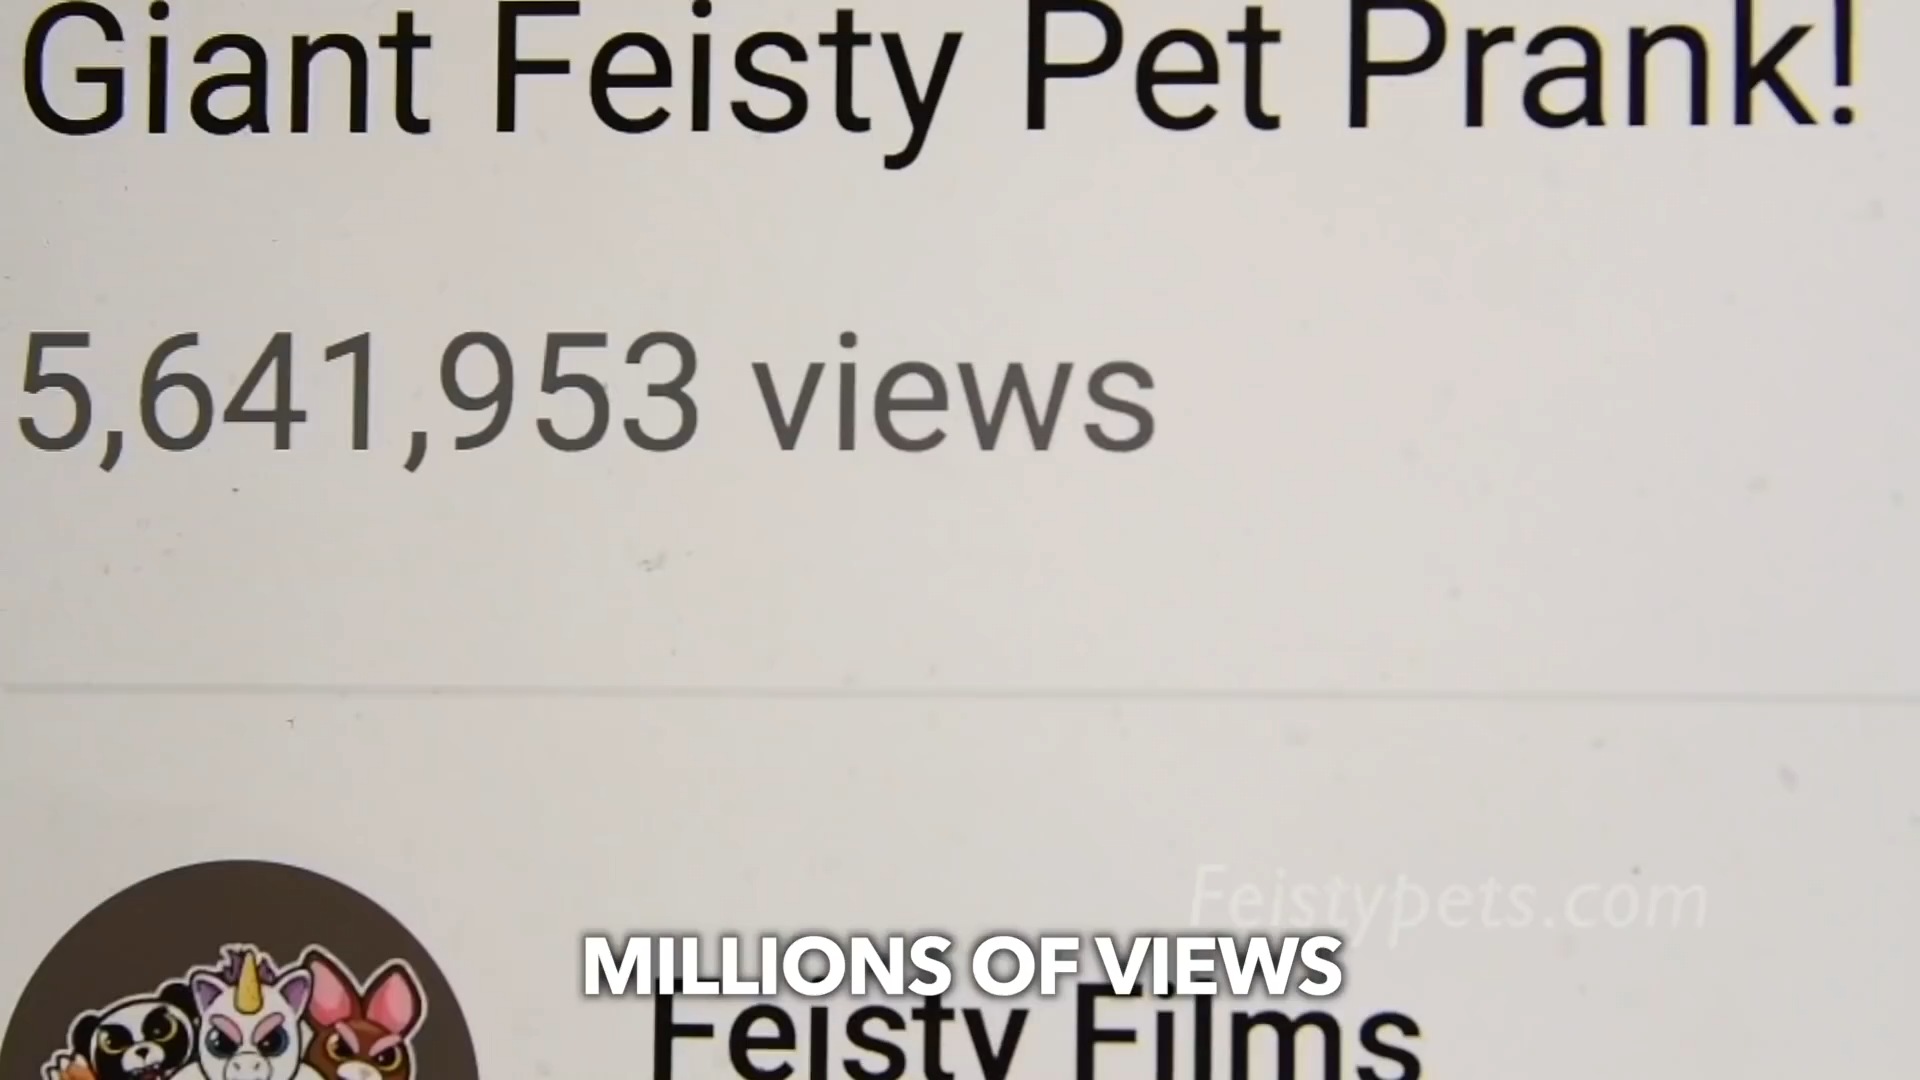 Giant Feisty Pet Prank!
5,641,953 views
Feistypets.com
MILLIONS OF VIEWS
Feisty Films